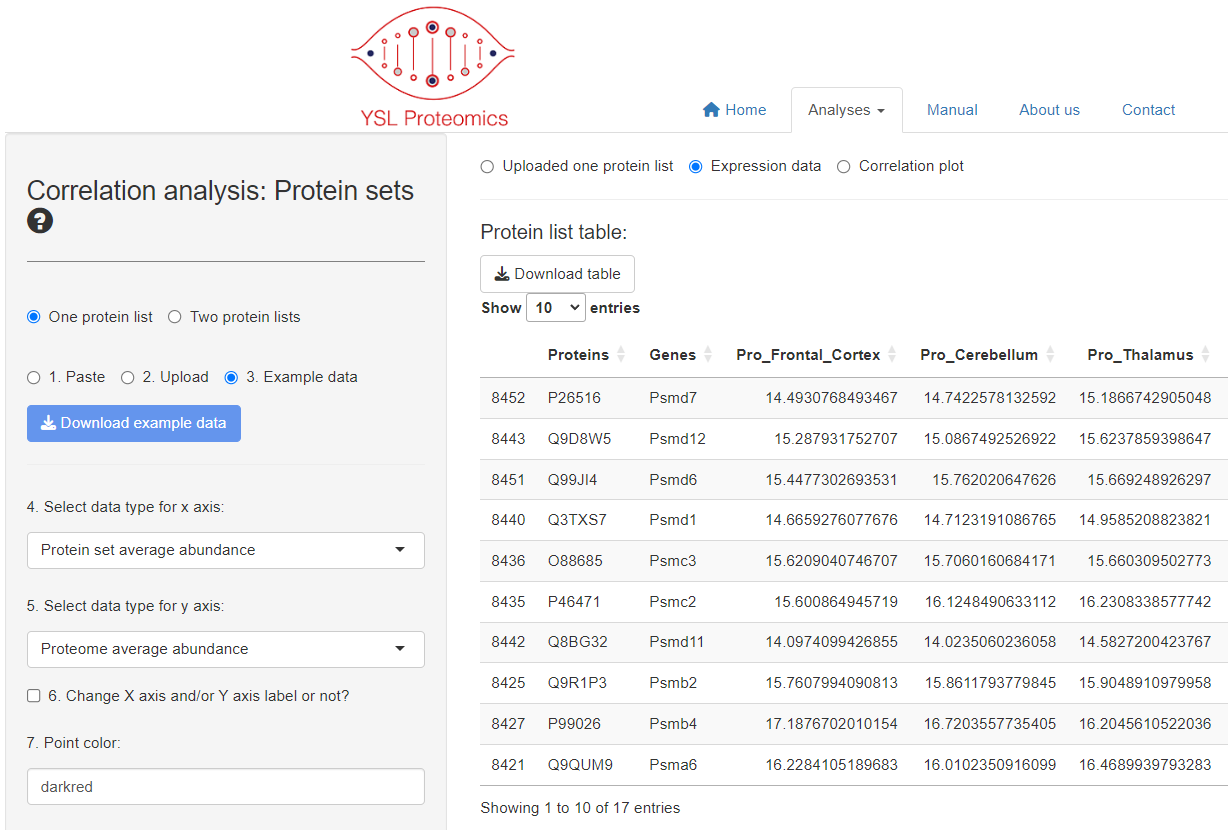 YSL Proteomics
Home Analyses Manual About us Contact
Correlation analysis: Protein sets
?
One protein list Two protein lists
1. Paste 2. Upload 3. Example data
Download example data
4. Select data type for x axis:
Protein set average abundance
5. Select data type for y axis:
Proteome average abundance
6. Change X axis and/or Y axis label or not?
7. Point color:
darkred
Uploaded one protein list Expression data Correlation plot
Protein list table:
Download table
Show 10 entries
Proteins Genes Pro_Frontal_Cortex Pro_Cerebellum Pro_Thalamus
8452 P26516 Psmd7 14.4930768493467 14.7422578132592 15.1866742905048
8443 Q9D8W5 Psmd12 15.287931752707 15.0867492526922 15.6237859398647
8451 Q99JI4 Psmd6 15.4477302693531 15.762020647626 15.669248926297
8440 Q3TXS7 Psmd1 14.6659276077676 14.7123191086765 14.9585208823821
8436 O88685 Psmc3 15.6209040746707 15.7060160684171 15.660309502773
8435 P46471 Psmc2 15.600864945719 16.1248490633112 16.2308338577742
8442 Q8BG32 Psmd11 14.0974099426855 14.0235060236058 14.5827200423767
8425 Q9R1P3 Psmb2 15.7607994090813 15.8611793779845 15.9048910979958
8427 P99026 Psmb4 17.1876702010154 16.7203557735405 16.2045610522036
8421 Q9QUM9 Psma6 16.2284105189683 16.0102350916099 16.4689939793283
Showing 1 to 10 of 17 entries